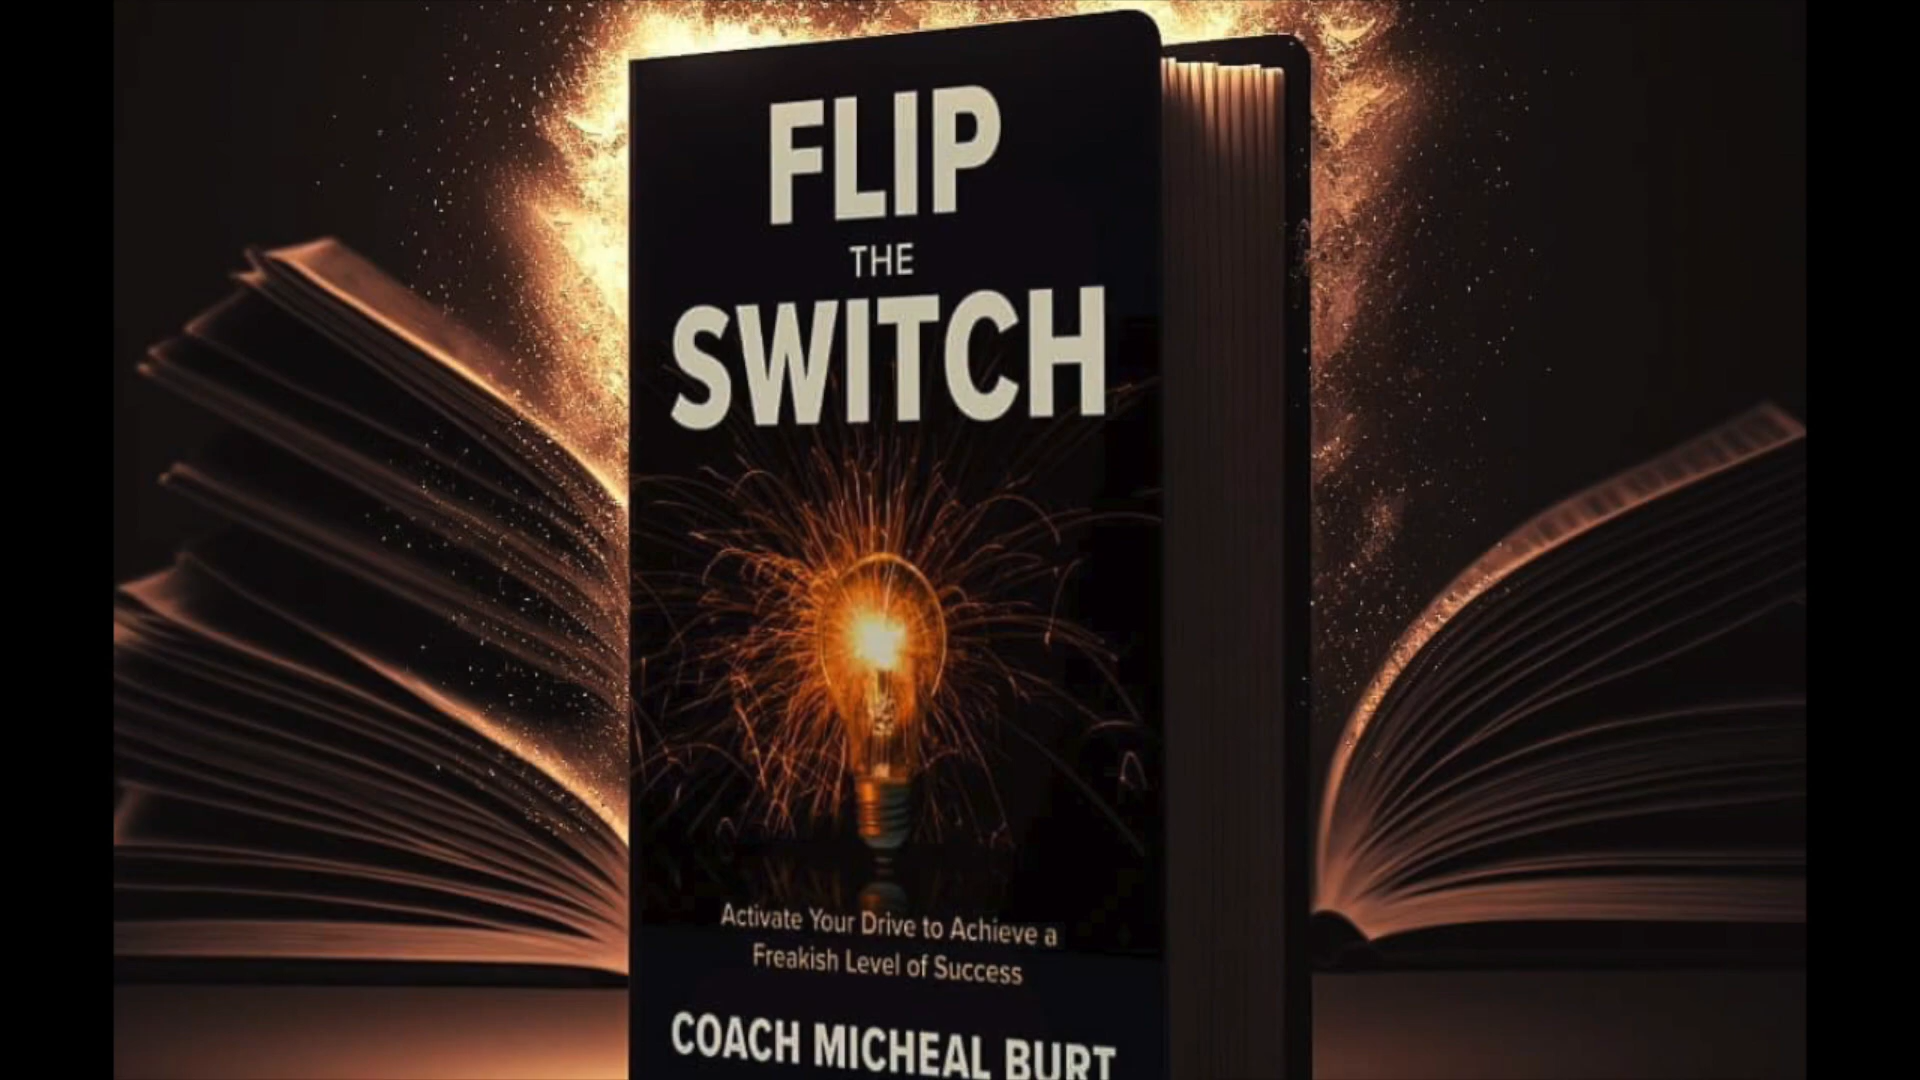 FLIP
THE
SWITCH
Activate Your Drive to Achieve a
Freakish Level of Success
COACH MICHEAL BURT